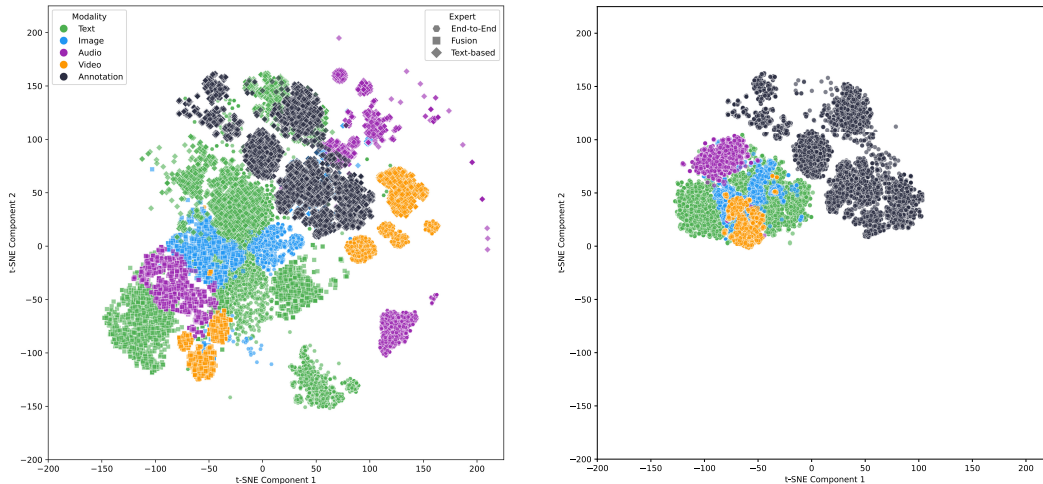 Modality
Text
Image
Audio
Video
Annotation
Expert
End-to-End
Fusion
Text-based
t-SNE Component 2
200
150
100
50
0
−50
−100
−150
−200
−200
−150
−100
−50
0
50
100
150
200
t-SNE Component 1
t-SNE Component 2
200
150
100
50
0
−50
−100
−150
−200
−200
−150
−100
−50
0
50
100
150
200
t-SNE Component 1